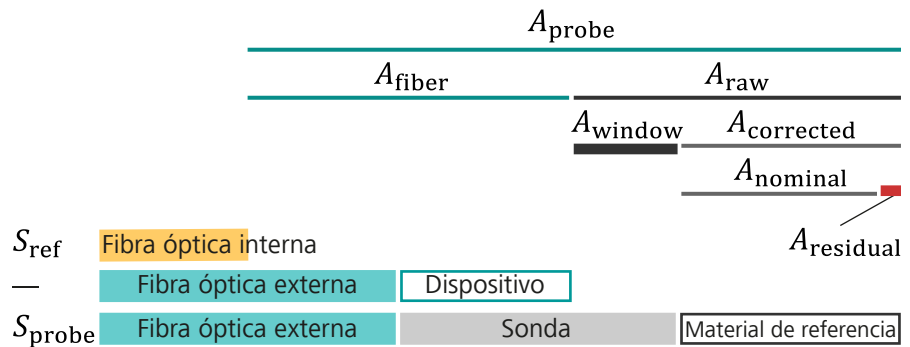 A_probe
A_fiber A_raw
A_window A_corrected
A_nominal
A_residual
S_ref Fibra óptica interna
— Fibra óptica externa Dispositivo
S_probe Fibra óptica externa Sonda Material de referencia